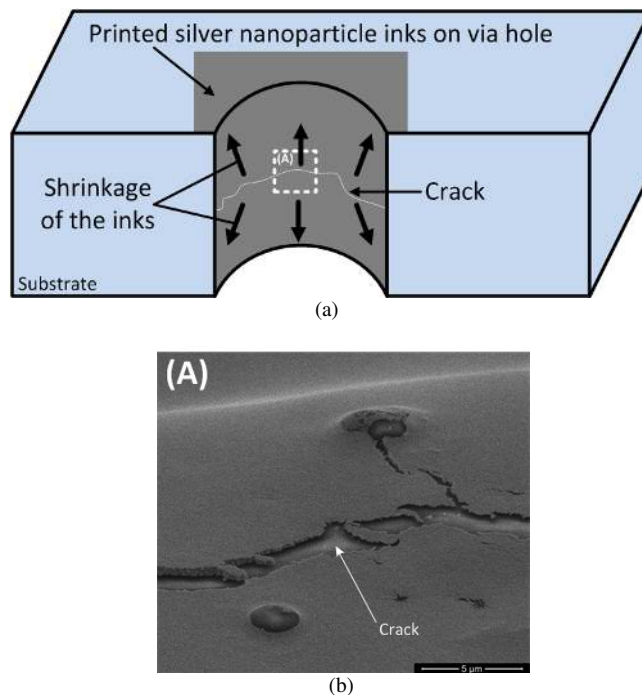 Printed silver nanoparticle inks on via hole
(A)
Shrinkage
of the inks
Crack
Substrate
(a)
(A)
Crack
5 µm
(b)